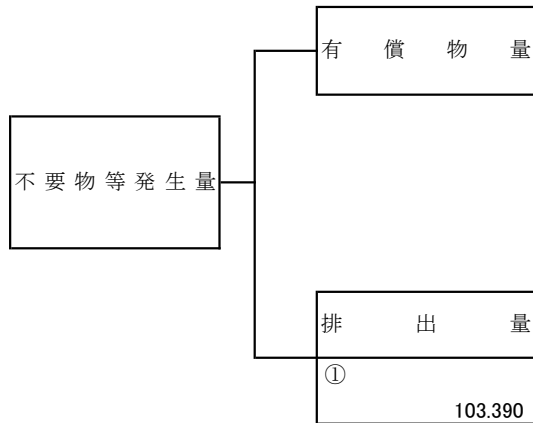 有償物量
不要物等発生量
排出量
①
103.390